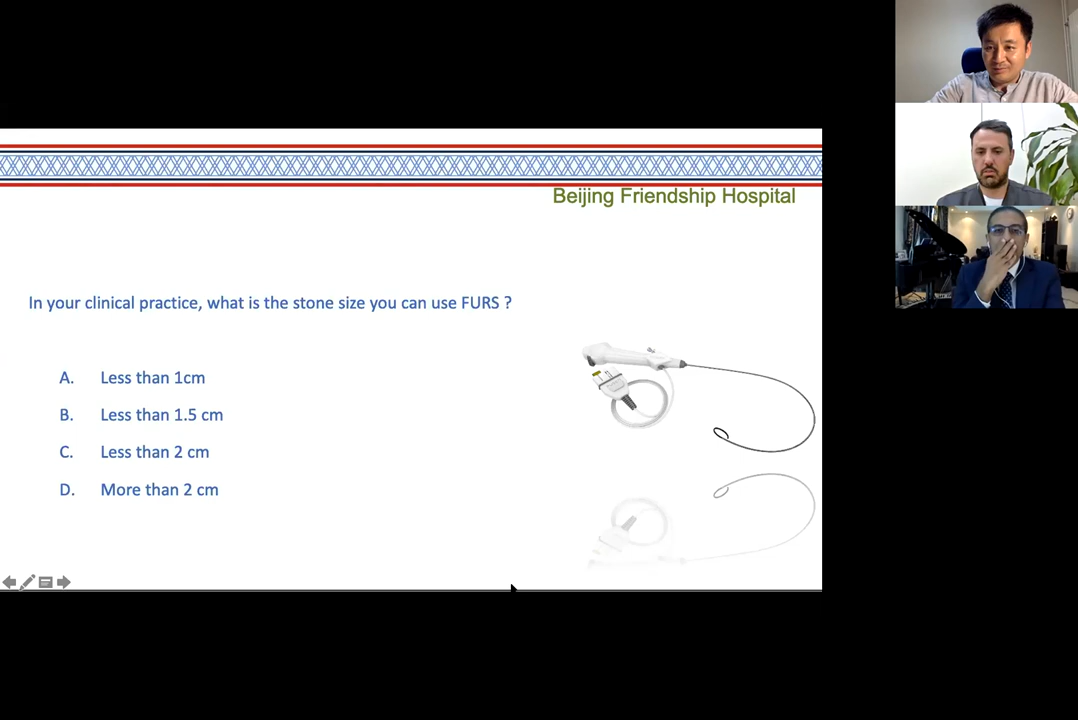 Beijing Friendship Hospital
In your clinical practice, what is the stone size you can use FURS ?
A. Less than 1cm
B. Less than 1.5 cm
C. Less than 2 cm
D. More than 2 cm